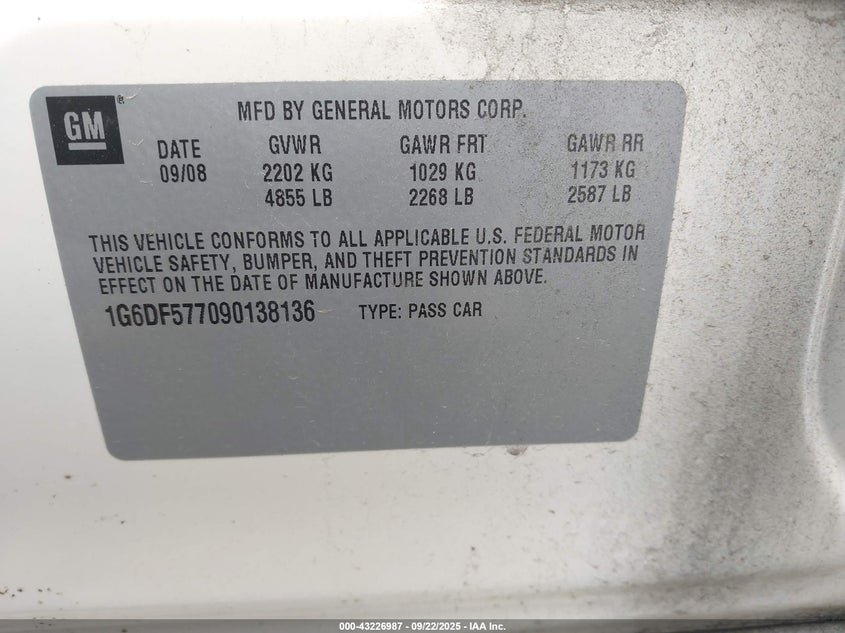 GM
MFD BY GENERAL MOTORS CORP.
DATE GVWR GAWR FRT GAWR RR
09/08 2202 KG 1029 KG 1173 KG
4855 LB 2268 LB 2587 LB
THIS VEHICLE CONFORMS TO ALL APPLICABLE U.S. FEDERAL MOTOR
VEHICLE SAFETY, BUMPER, AND THEFT PREVENTION STANDARDS IN
EFFECT ON THE DATE OF MANUFACTURE SHOWN ABOVE.
1G6DF577090138136 TYPE: PASS CAR
000-43226987 - 09/22/2025 - IAA Inc.